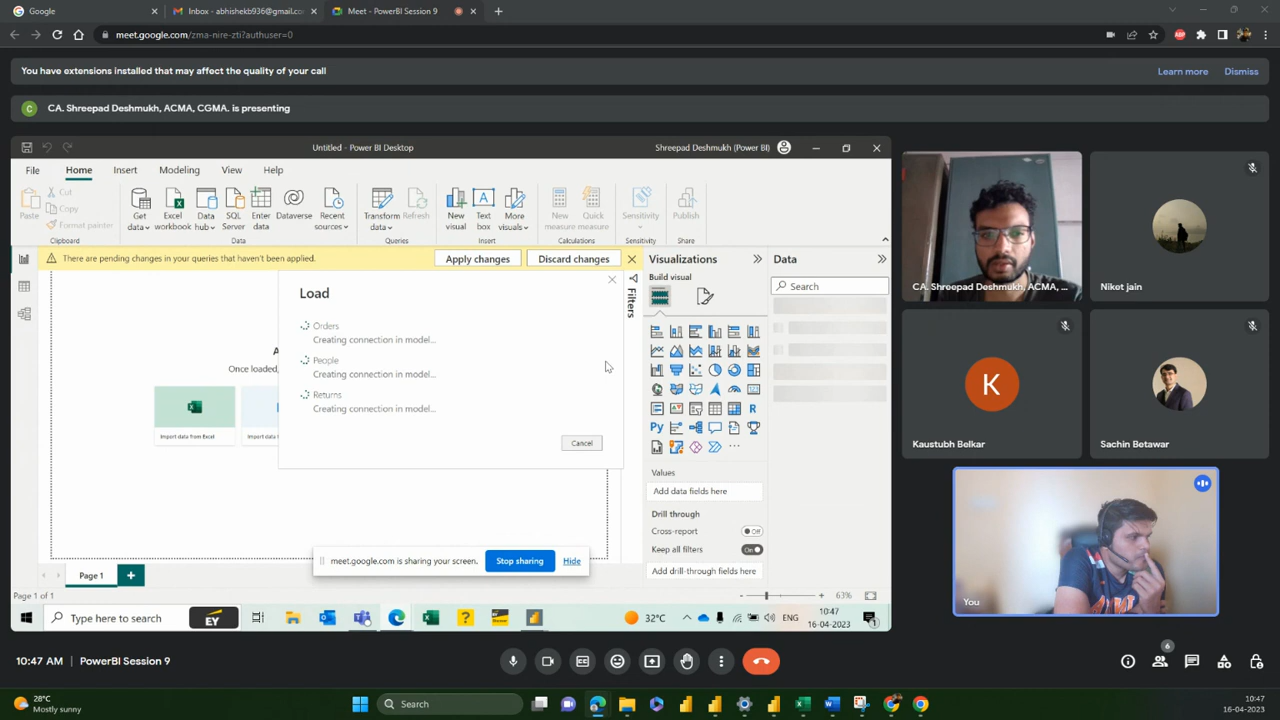 Google
Inbox - abhishekb936@gmail.co
Meet - PowerBI Session 9
meet.google.com/zma-nire-zti?authuser=0
You have extensions installed that may affect the quality of your call
Learn more
Dismiss
C
CA. Shreepad Deshmukh, ACMA, CGMA. is presenting
Untitled - Power BI Desktop
Shreepad Deshmukh (Power BI)
File
Home
Insert
Modeling
View
Help
Paste
Cut
Copy
Format painter
Get data
Excel workbook
Data hub
SQL Server
Enter data
Dataverse
Recent sources
Transform data
Refresh
New visual
Text box
More visuals
New measure
Quick measure
Sensitivity
Publish
Clipboard
Data
Queries
Insert
Calculations
Sensitivity
Share
There are pending changes in your queries that haven't been applied.
Apply changes
Discard changes
Visualizations
Data
Build visual
Search
Filters
Load
Orders
Creating connection in model...
People
Creating connection in model...
Returns
Creating connection in model...
Cancel
A
Once loaded,
Import data from Excel
Import data
R
Py
Values
Add data fields here
Drill through
Cross-report
Off
Keep all filters
On
Add drill-through fields here
meet.google.com is sharing your screen.
Stop sharing
Hide
Page 1
Page 1 of 1
63%
Type here to search
EY
32°C
ENG
10:47
16-04-2023
1
CA. Shreepad Deshmukh, ACMA, ...
Niket jain
K
Kaustubh Belkar
Sachin Botawar
You
10:47 AM
PowerBI Session 9
6
28°C
Mostly sunny
Search
10:47
16-04-2023